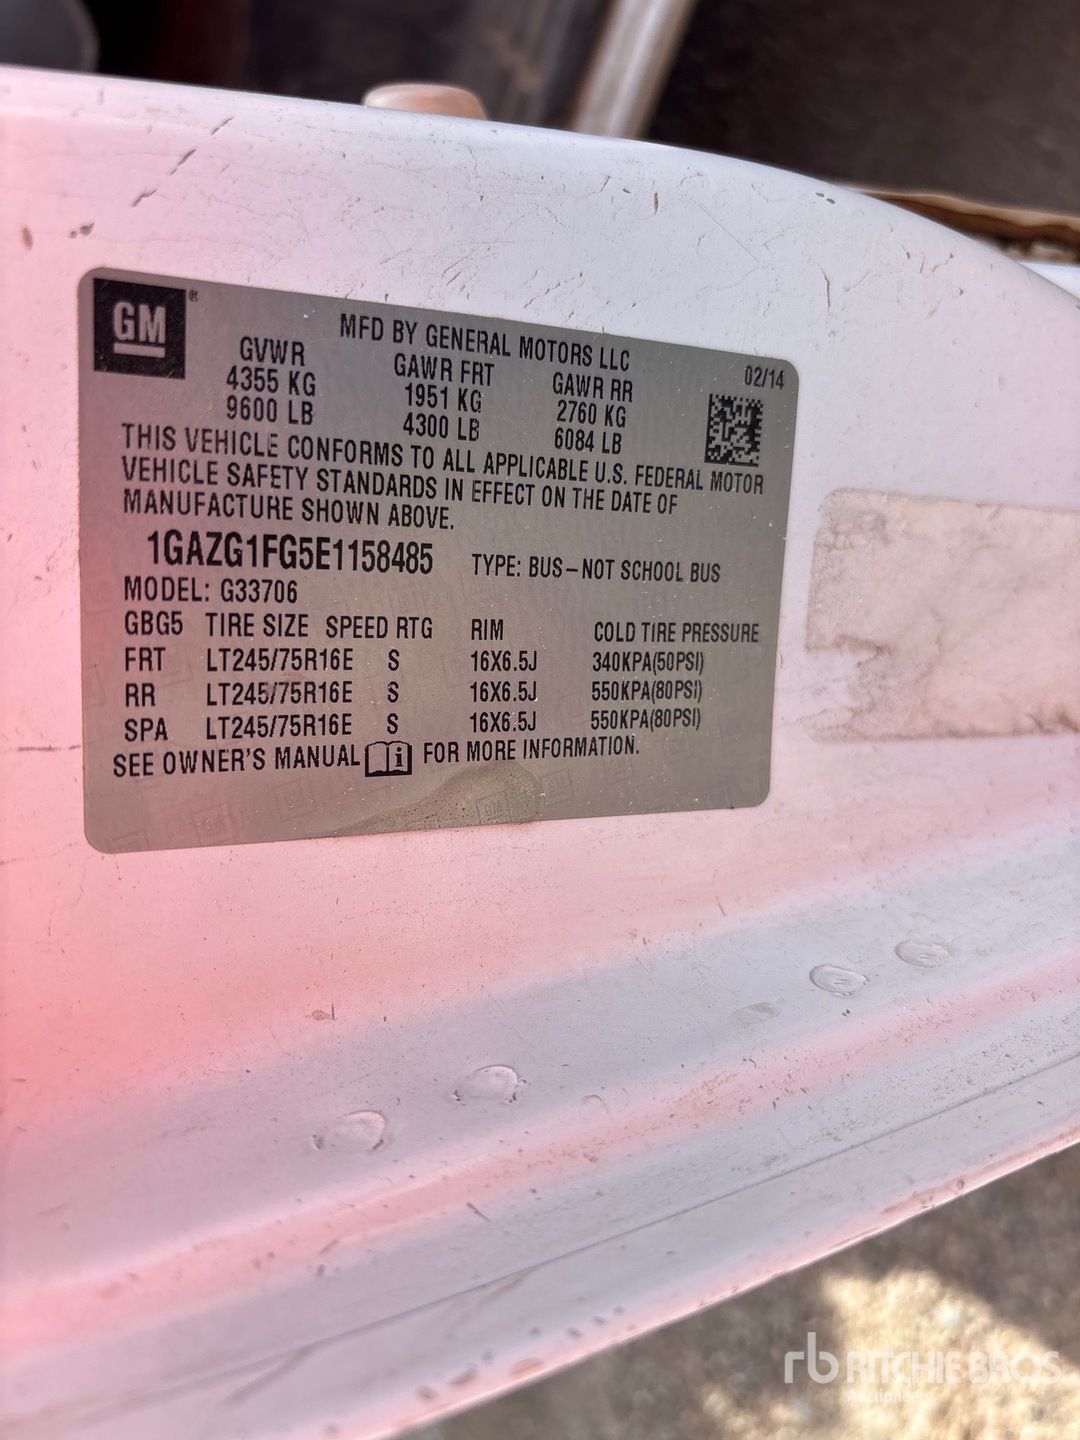 GM®
MFD BY GENERAL MOTORS LLC
02/14
GVWR GAWR FRT GAWR RR
4355 KG 1951 KG 2760 KG
9600 LB 4300 LB 6084 LB
THIS VEHICLE CONFORMS TO ALL APPLICABLE U.S. FEDERAL MOTOR
VEHICLE SAFETY STANDARDS IN EFFECT ON THE DATE OF
MANUFACTURE SHOWN ABOVE.
1GAZG1FG5E1158485 TYPE: BUS-NOT SCHOOL BUS
MODEL: G33706
GBG5 TIRE SIZE SPEED RTG RIM COLD TIRE PRESSURE
FRT LT245/75R16E S 16X6.5J 340KPA(50PSI)
RR LT245/75R16E S 16X6.5J 550KPA(80PSI)
SPA LT245/75R16E S 16X6.5J 550KPA(80PSI)
SEE OWNER'S MANUAL i FOR MORE INFORMATION.
GM
rb RITCHIE BROS.
Auctioneers